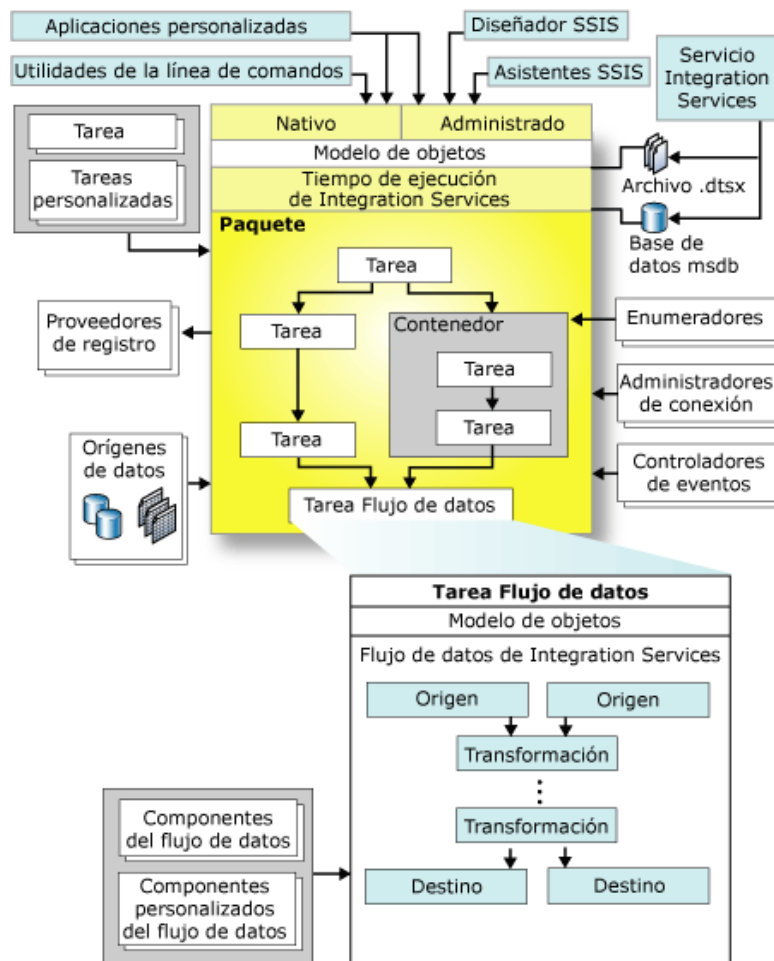 Aplicaciones personalizadas
Diseñador SSIS
Utilidades de la línea de comandos
Asistentes SSIS
Servicio
Integration
Services
Nativo
Administrado
Modelo de objetos
Tiempo de ejecución
de Integration Services
Tarea
Tareas
personalizadas
Archivo .dtsx
Base de
datos msdb
Paquete
Tarea
Tarea
Contenedor
Tarea
Tarea
Tarea
Tarea Flujo de datos
Proveedores
de registro
Orígenes
de datos
Enumeradores
Administradores
de conexión
Controladores
de eventos
Tarea Flujo de datos
Modelo de objetos
Flujo de datos de Integration Services
Origen
Origen
Transformación
Transformación
Destino
Destino
Componentes
del flujo de datos
Componentes
personalizados
del flujo de datos